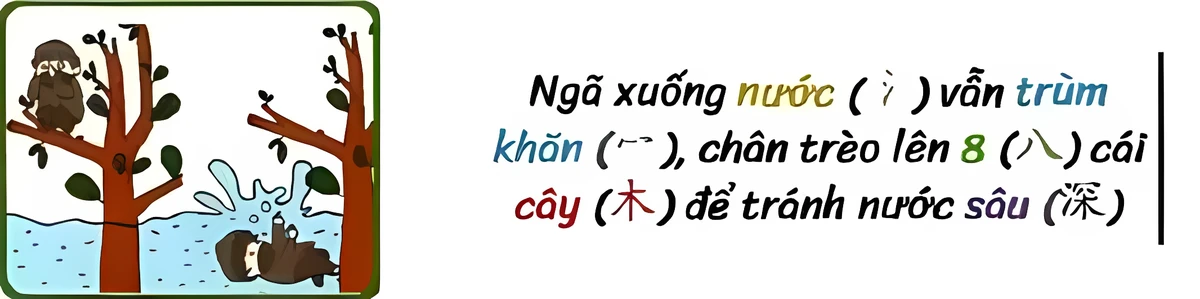 Ngã xuống nước (氵) vẫn trùm
khăn (冖), chân trèo lên 8 (八) cái
cây (木) để tránh nước sâu (深)